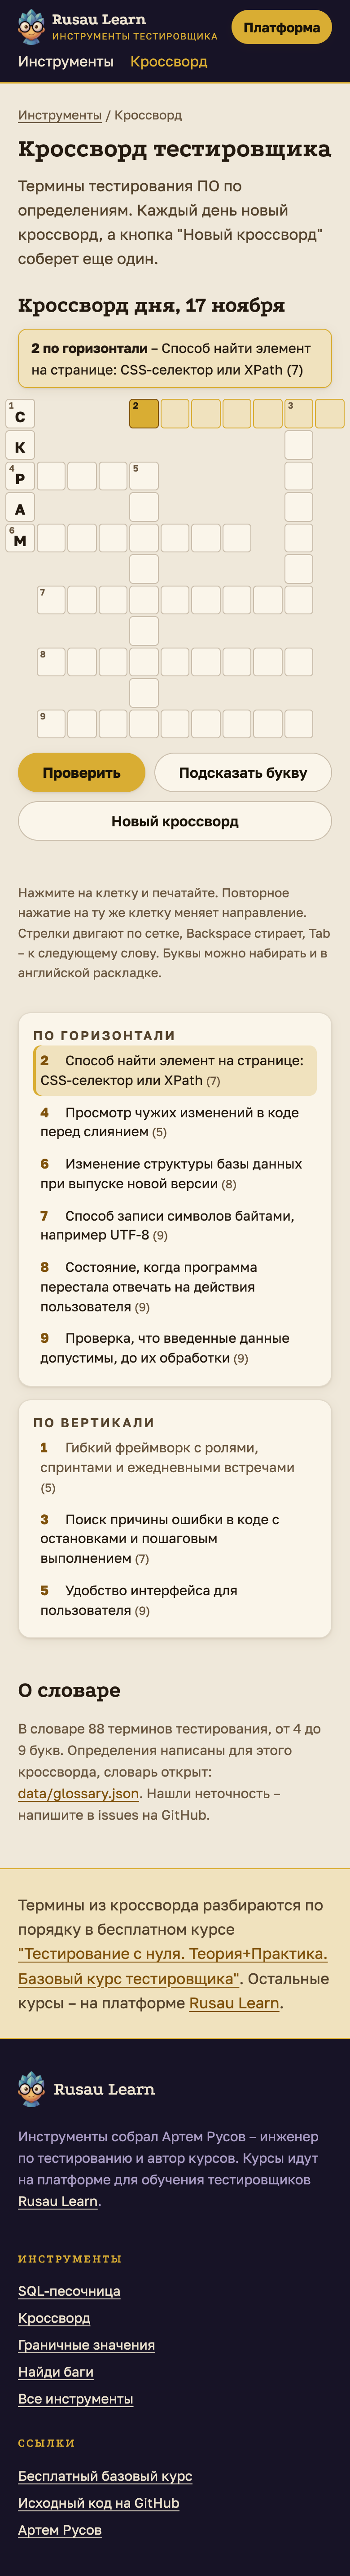 Rusau Learn
ИНСТРУМЕНТЫ ТЕСТИРОВЩИКА
Платформа
Инструменты Кроссворд
Инструменты / Кроссворд
Кроссворд тестировщика
Термины тестирования ПО по
определениям. Каждый день новый
кроссворд, а кнопка "Новый кроссворд"
соберет еще один.
Кроссворд дня, 17 ноября
2 по горизонтали – Способ найти элемент
на странице: CSS-селектор или XPath (7)
1 С 2 3
К
4 Р 5
А
6 М
7
8
9
Проверить Подсказать букву
Новый кроссворд
Нажмите на клетку и печатайте. Повторное
нажатие на ту же клетку меняет направление.
Стрелки двигают по сетке, Backspace стирает, Tab
– к следующему слову. Буквы можно набирать и в
английской раскладке.
ПО ГОРИЗОНТАЛИ
2 Способ найти элемент на странице:
CSS-селектор или XPath (7)
4 Просмотр чужих изменений в коде
перед слиянием (5)
6 Изменение структуры базы данных
при выпуске новой версии (8)
7 Способ записи символов байтами,
например UTF-8 (9)
8 Состояние, когда программа
перестала отвечать на действия
пользователя (9)
9 Проверка, что введенные данные
допустимы, до их обработки (9)
ПО ВЕРТИКАЛИ
1 Гибкий фреймворк с ролями,
спринтами и ежедневными встречами
(5)
3 Поиск причины ошибки в коде с
остановками и пошаговым
выполнением (7)
5 Удобство интерфейса для
пользователя (9)
О словаре
В словаре 88 терминов тестирования, от 4 до
9 букв. Определения написаны для этого
кроссворда, словарь открыт:
data/glossary.json. Нашли неточность –
напишите в issues на GitHub.
Термины из кроссворда разбираются по
порядку в бесплатном курсе
"Тестирование с нуля. Теория+Практика.
Базовый курс тестировщика". Остальные
курсы – на платформе Rusau Learn.
Rusau Learn
Инструменты собрал Артем Русов – инженер
по тестированию и автор курсов. Курсы идут
на платформе для обучения тестировщиков
Rusau Learn.
ИНСТРУМЕНТЫ
SQL-песочница
Кроссворд
Граничные значения
Найди баги
Все инструменты
ССЫЛКИ
Бесплатный базовый курс
Исходный код на GitHub
Артем Русов